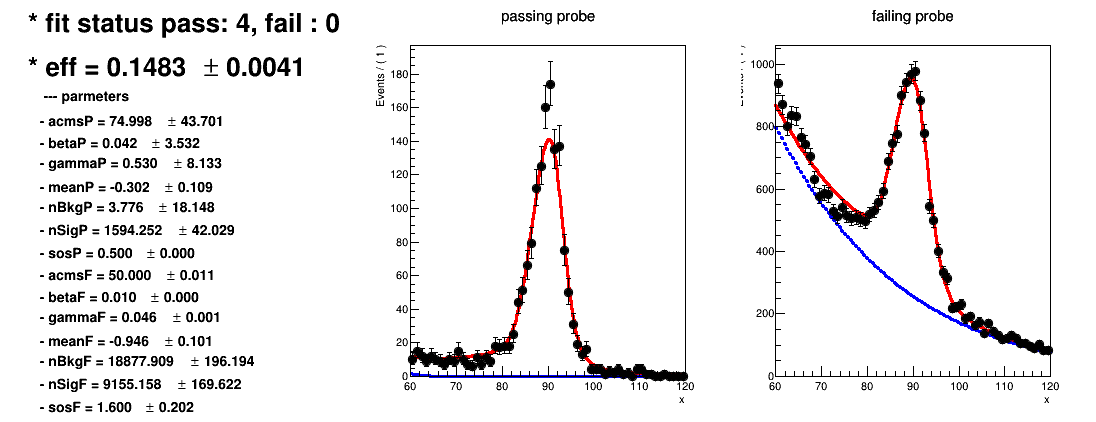 * fit status pass: 4, fail : 0
* eff = 0.1483 ± 0.0041
--- parmeters
- acmsP = 74.998 ± 43.701
- betaP = 0.042 ± 3.532
- gammaP = 0.530 ± 8.133
- meanP = -0.302 ± 0.109
- nBkgP = 3.776 ± 18.148
- nSigP = 1594.252 ± 42.029
- sosP = 0.500 ± 0.000
- acmsF = 50.000 ± 0.011
- betaF = 0.010 ± 0.000
- gammaF = 0.046 ± 0.001
- meanF = -0.946 ± 0.101
- nBkgF = 18877.909 ± 196.194
- nSigF = 9155.158 ± 169.622
- sosF = 1.600 ± 0.202
passing probe
Events / ( 1 )
180
160
140
120
100
80
60
40
20
0
60 70 80 90 100 110 120
x
failing probe
1000
800
600
400
200
0
60 70 80 90 100 110 120
x